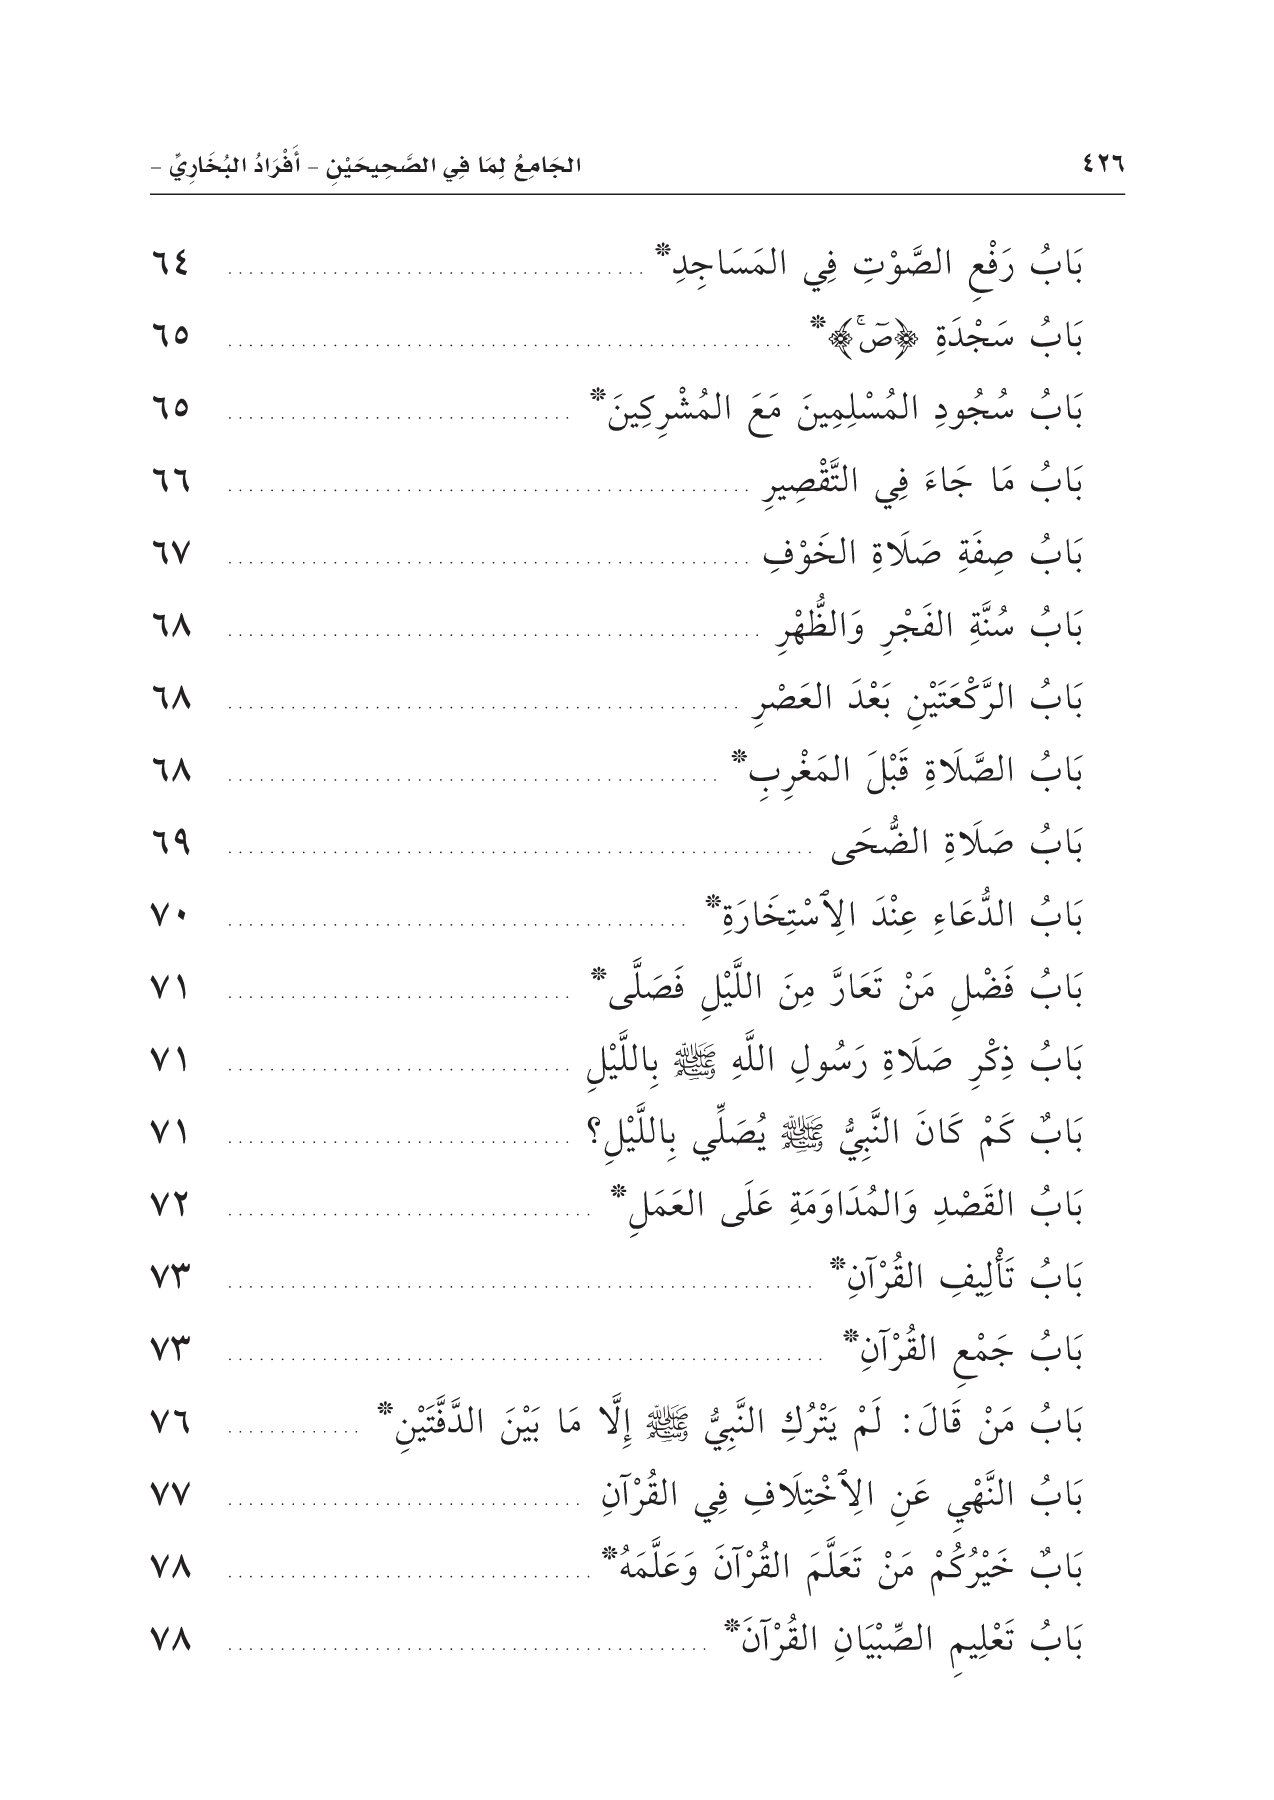 ٤٢٦ الجَامِعُ لِمَا فِي الصَّحِيحَيْنِ – أَفْرَادُ البُخَارِيِّ –
بَابُ رَفْعِ الصَّوْتِ فِي المَسَاجِدِ* ........................................ ٦٤
بَابُ سَجْدَةِ ﴿صٓۚ﴾* ........................................ ٦٥
بَابُ سُجُودِ المُسْلِمِينَ مَعَ المُشْرِكِينَ* ........................................ ٦٥
بَابُ مَا جَاءَ فِي التَّقْصِيرِ ........................................ ٦٦
بَابُ صِفَةِ صَلَاةِ الخَوْفِ ........................................ ٦٧
بَابُ سُنَّةِ الفَجْرِ وَالظُّهْرِ ........................................ ٦٨
بَابُ الرَّكْعَتَيْنِ بَعْدَ العَصْرِ ........................................ ٦٨
بَابُ الصَّلَاةِ قَبْلَ المَغْرِبِ* ........................................ ٦٨
بَابُ صَلَاةِ الضُّحَى ........................................ ٦٩
بَابُ الدُّعَاءِ عِنْدَ الِٱسْتِخَارَةِ* ........................................ ٧٠
بَابُ فَضْلِ مَنْ تَعَارَّ مِنَ اللَّيْلِ فَصَلَّى* ........................................ ٧١
بَابُ ذِكْرِ صَلَاةِ رَسُولِ اللَّهِ ﷺ بِاللَّيْلِ ........................................ ٧١
بَابٌ كَمْ كَانَ النَّبِيُّ ﷺ يُصَلِّي بِاللَّيْلِ؟ ........................................ ٧١
بَابُ القَصْدِ وَالمُدَاوَمَةِ عَلَى العَمَلِ* ........................................ ٧٢
بَابُ تَأْلِيفِ القُرْآنِ* ........................................ ٧٣
بَابُ جَمْعِ القُرْآنِ* ........................................ ٧٣
بَابُ مَنْ قَالَ: لَمْ يَتْرُكِ النَّبِيُّ ﷺ إِلَّا مَا بَيْنَ الدَّفَّتَيْنِ* ............. ٧٦
بَابُ النَّهْيِ عَنِ الِٱخْتِلَافِ فِي القُرْآنِ ........................................ ٧٧
بَابٌ خَيْرُكُمْ مَنْ تَعَلَّمَ القُرْآنَ وَعَلَّمَهُ* ........................................ ٧٨
بَابُ تَعْلِيمِ الصِّبْيَانِ القُرْآنَ* ........................................ ٧٨